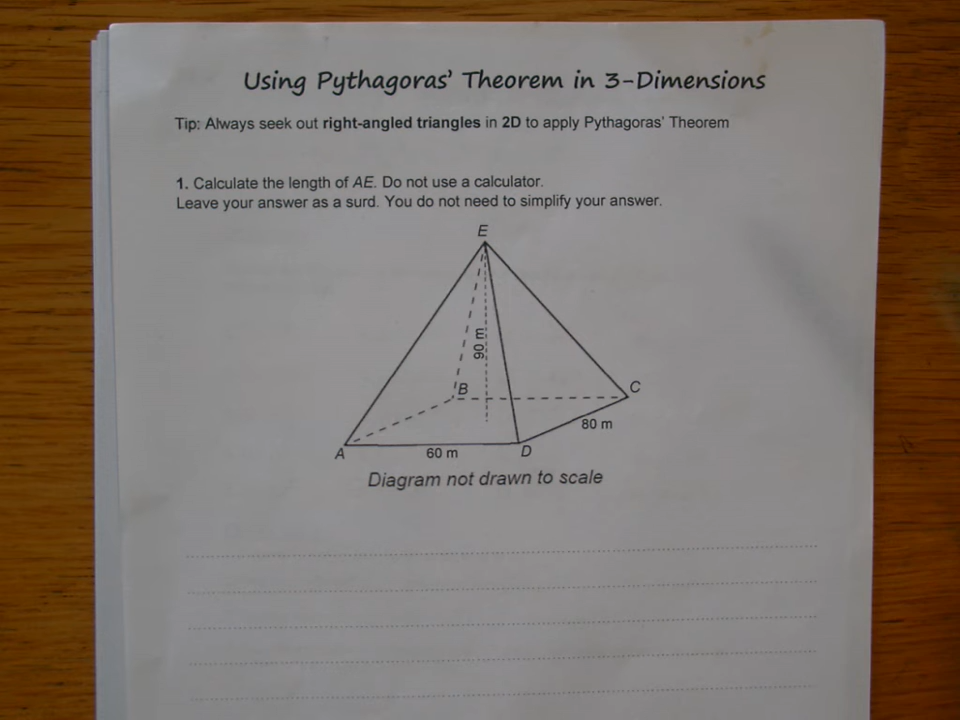 Using Pythagoras' Theorem in 3-Dimensions
Tip: Always seek out right-angled triangles in 2D to apply Pythagoras' Theorem
1. Calculate the length of AE. Do not use a calculator.
Leave your answer as a surd. You do not need to simplify your answer.
E
90 m
B
C
80 m
A
60 m
D
Diagram not drawn to scale